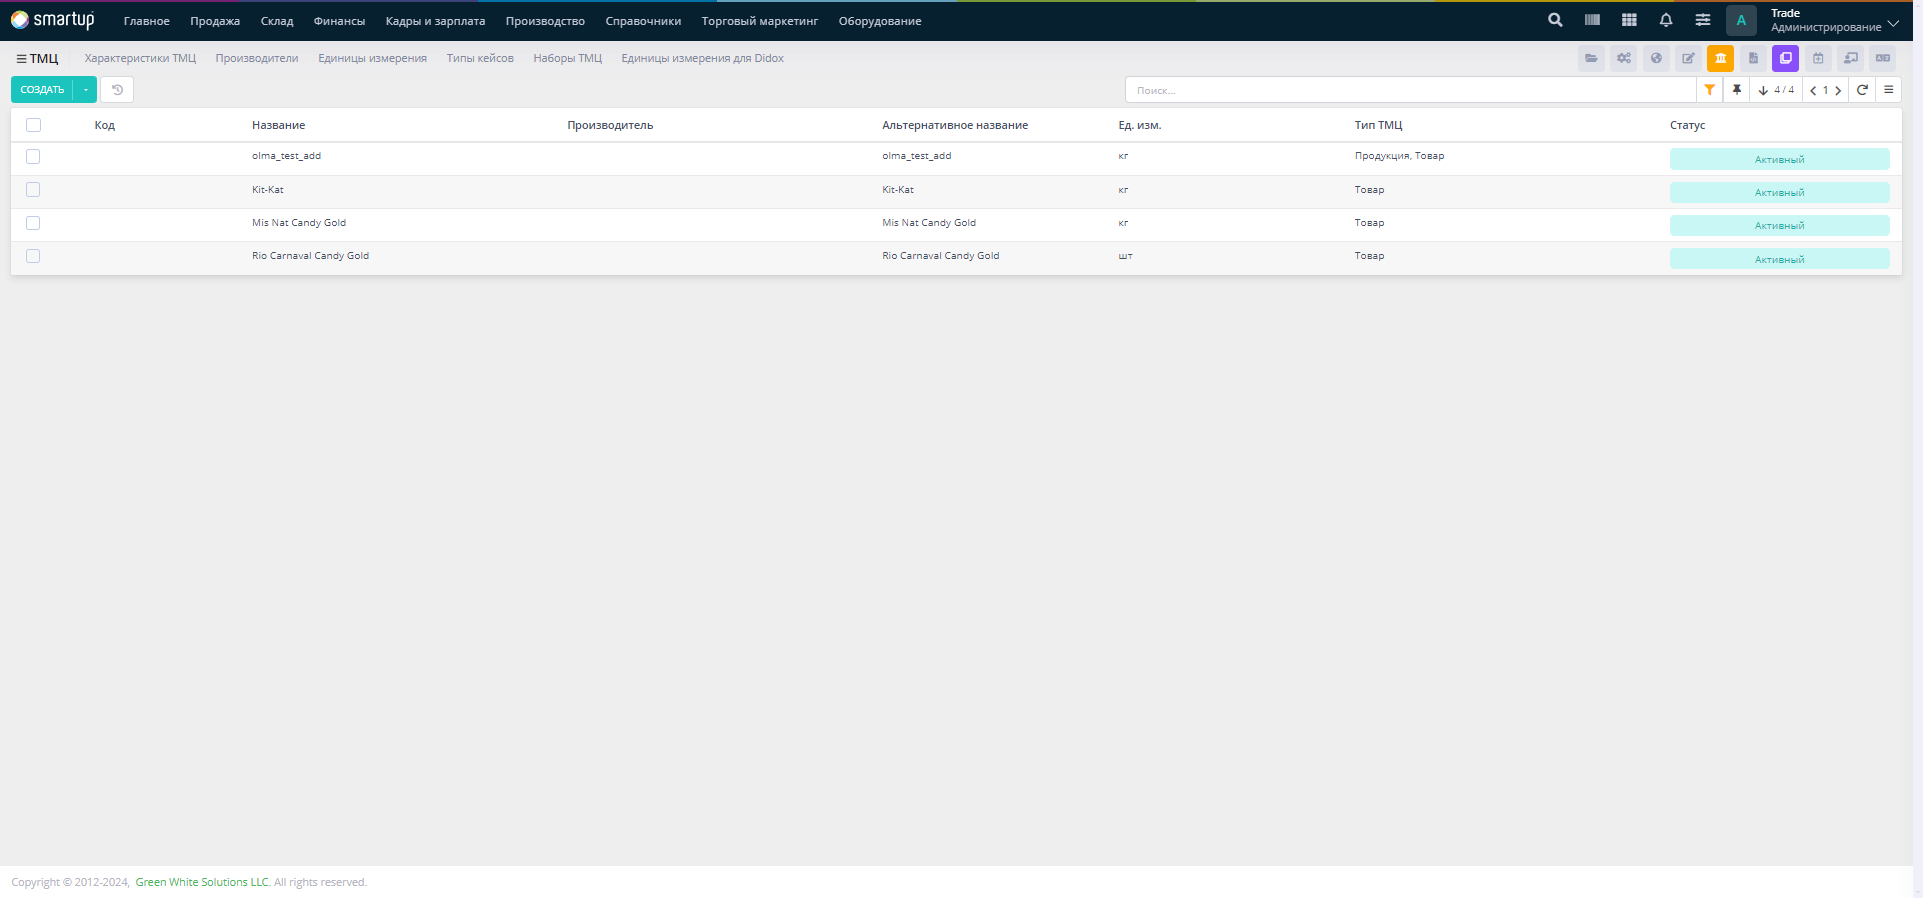 smartup Главное Продажа Склад Финансы Кадры и зарплата Производство Справочники Торговый маркетинг Оборудование A Trade
Администрирование
ТМЦ Характеристики ТМЦ Производители Единицы измерения Типы кейсов Наборы ТМЦ Единицы измерения для Didox
СОЗДАТЬ Поиск... 4 / 4 1
Код Название Производитель Альтернативное название Ед. изм. Тип ТМЦ Статус
olma_test_add olma_test_add кг Продукция, Товар Активный
Kit-Kat Kit-Kat кг Товар Активный
Mis Nat Candy Gold Mis Nat Candy Gold кг Товар Активный
Rio Carnaval Candy Gold Rio Carnaval Candy Gold шт Товар Активный
Copyright © 2012-2024, Green White Solutions LLC. All rights reserved.